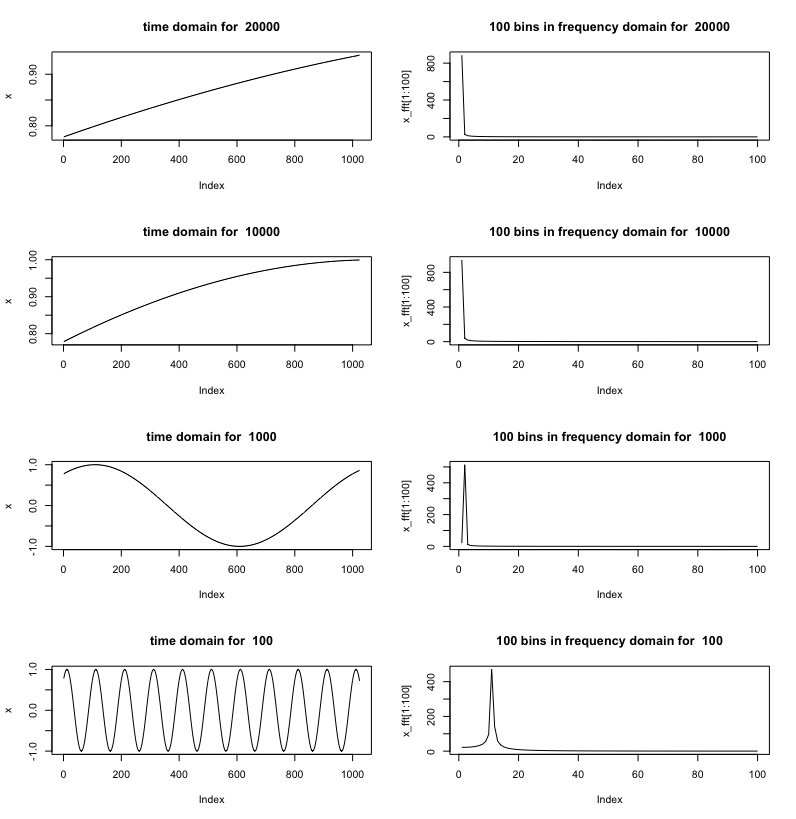 time domain for 20000
100 bins in frequency domain for 20000
x
0.80 0.90
0 200 400 600 800 1000
Index
x_fft[1:100]
0 400 800
0 20 40 60 80 100
Index
time domain for 10000
100 bins in frequency domain for 10000
x
0.80 0.90 1.00
0 200 400 600 800 1000
Index
x_fft[1:100]
0 400 800
0 20 40 60 80 100
Index
time domain for 1000
100 bins in frequency domain for 1000
x
-1.0 0.0 1.0
0 200 400 600 800 1000
Index
x_fft[1:100]
0 200 400
0 20 40 60 80 100
Index
time domain for 100
100 bins in frequency domain for 100
x
-1.0 0.0 1.0
0 200 400 600 800 1000
Index
x_fft[1:100]
0 200 400
0 20 40 60 80 100
Index